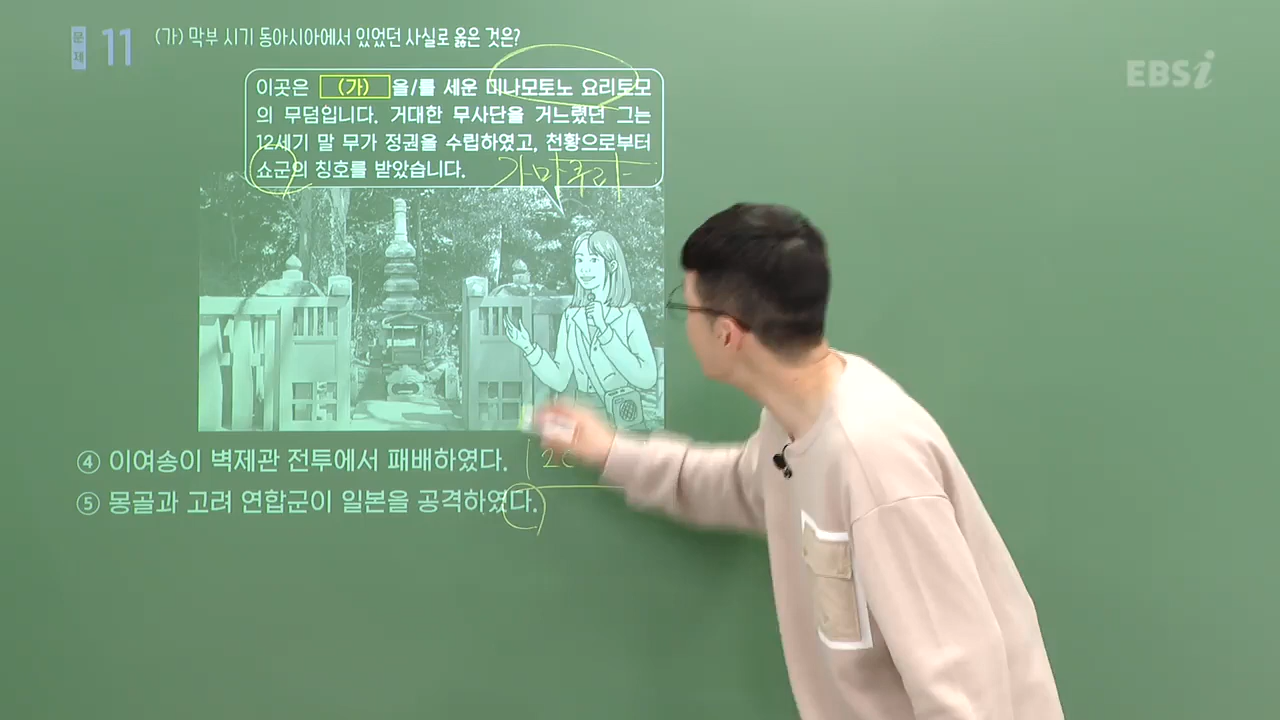 문제 11 (가) 막부 시기 동아시아에서 있었던 사실로 옳은 것은?
EBSi
이곳은 (가) 을/를 세운 미나모토노 요리토모
의 무덤입니다. 거대한 무사단을 거느렸던 그는
12세기 말 무가 정권을 수립하였고, 천황으로부터
쇼군의 칭호를 받았습니다.
가마쿠라
④ 이여송이 벽제관 전투에서 패배하였다.
⑤ 몽골과 고려 연합군이 일본을 공격하였다.